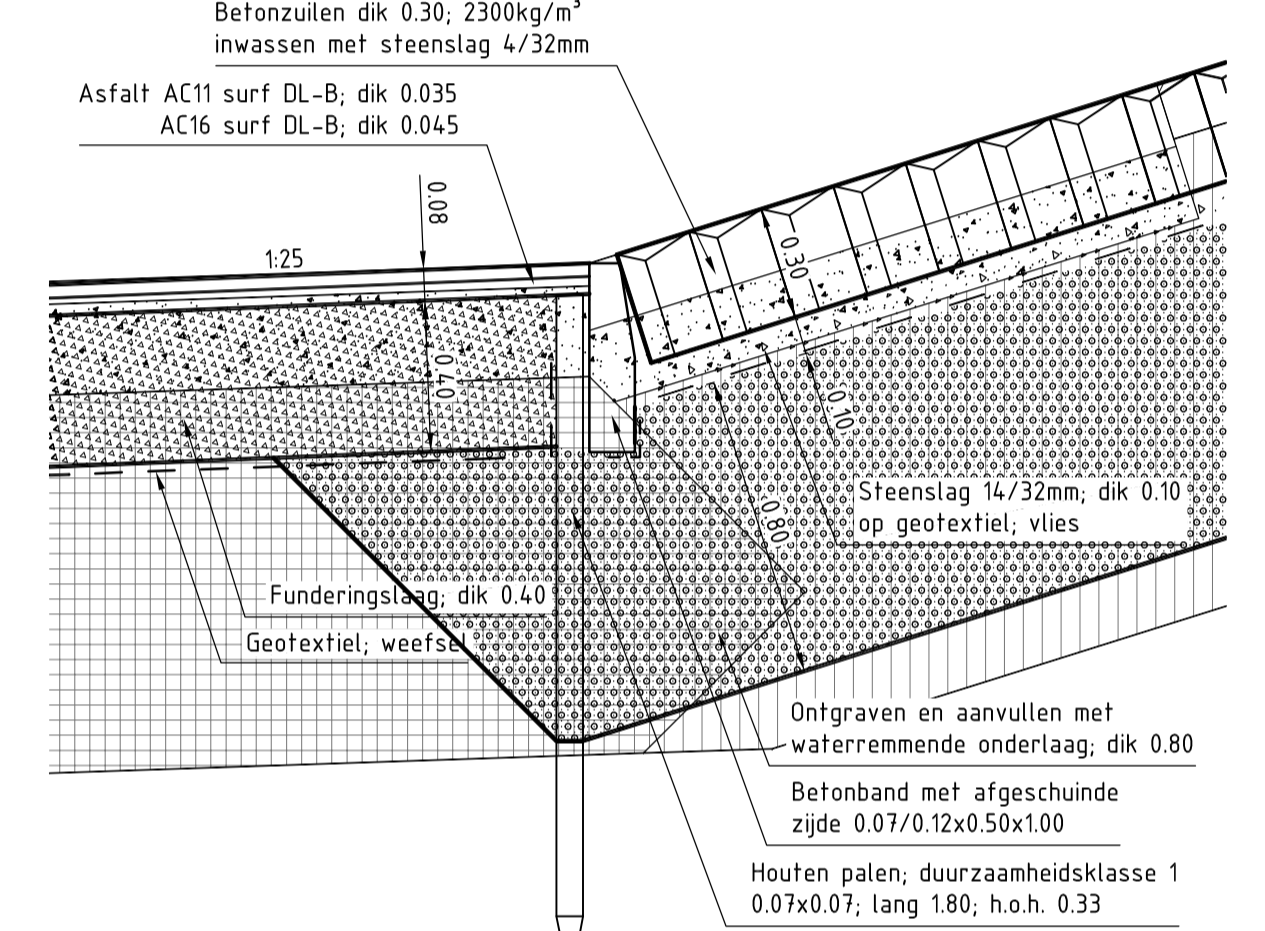 Betonzuilen dik 0.30; 2300kg/m³
inwassen met steenslag 4/32mm
Asfalt AC11 surf DL-B; dik 0.035
AC16 surf DL-B; dik 0.045
0.08
1:25
0.30
0.40
0.10
0.80
Steenslag 14/32mm; dik 0.10
op geotextiel; vlies
Funderingslaag; dik 0.40
Geotextiel; weefsel
Ontgraven en aanvullen met
waterremmende onderlaag; dik 0.80
Betonband met afgeschuinde
zijde 0.07/0.12x0.50x1.00
Houten palen; duurzaamheidsklasse 1
0.07x0.07; lang 1.80; h.o.h. 0.33